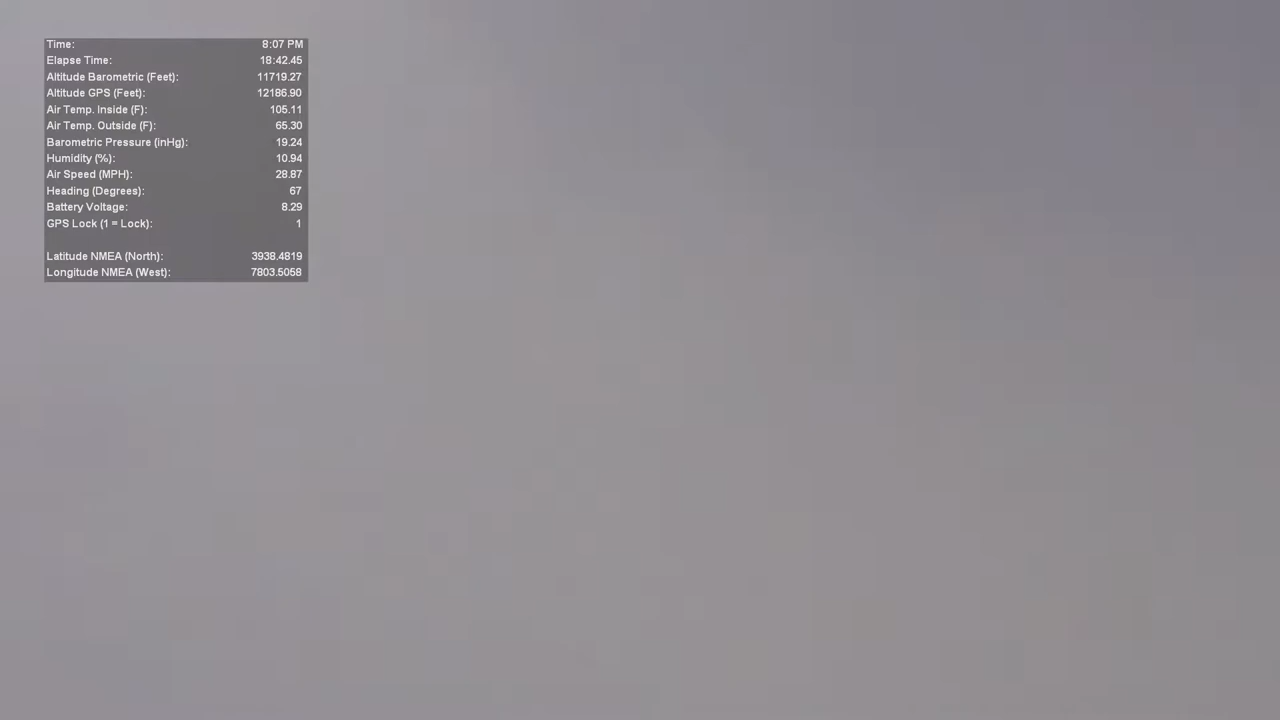 Time: 8:07 PM
Elapse Time: 18:42.45
Altitude Barometric (Feet): 11719.27
Altitude GPS (Feet): 12186.90
Air Temp. Inside (F): 105.11
Air Temp. Outside (F): 65.30
Barometric Pressure (inHg): 19.24
Humidity (%): 10.94
Air Speed (MPH): 28.87
Heading (Degrees): 67
Battery Voltage: 8.29
GPS Lock (1 = Lock): 1
Latitude NMEA (North): 3938.4819
Longitude NMEA (West): 7803.5058